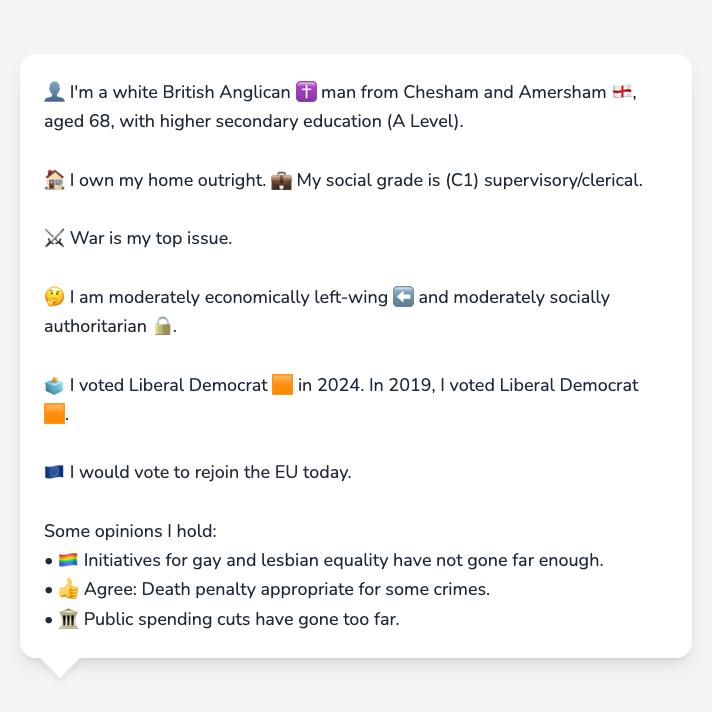 👤 I'm a white British Anglican ✝️ man from Chesham and Amersham 🏴󠁧󠁢󠁥󠁮󠁧󠁿,
aged 68, with higher secondary education (A Level).
🏠 I own my home outright. 💼 My social grade is (C1) supervisory/clerical.
⚔️ War is my top issue.
🤔 I am moderately economically left-wing ⬅️ and moderately socially
authoritarian 🔒.
🗳️ I voted Liberal Democrat 🟧 in 2024. In 2019, I voted Liberal Democrat
🟧.
🇪🇺 I would vote to rejoin the EU today.
Some opinions I hold:
• 🏳️‍🌈 Initiatives for gay and lesbian equality have not gone far enough.
• 👍 Agree: Death penalty appropriate for some crimes.
• 🏛️ Public spending cuts have gone too far.